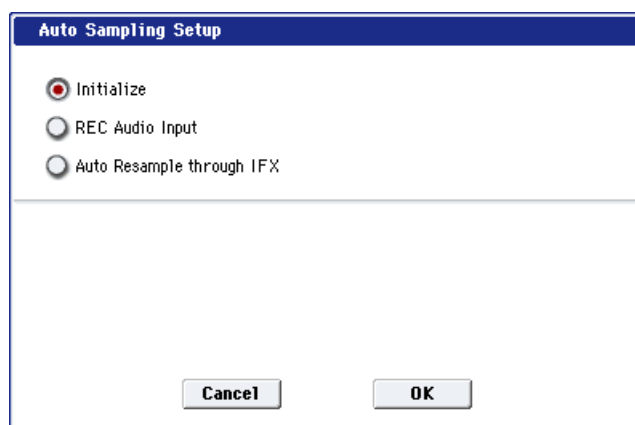 Auto Sampling Setup
Initialize
REC Audio Input
Auto Resample through IFX
Cancel OK